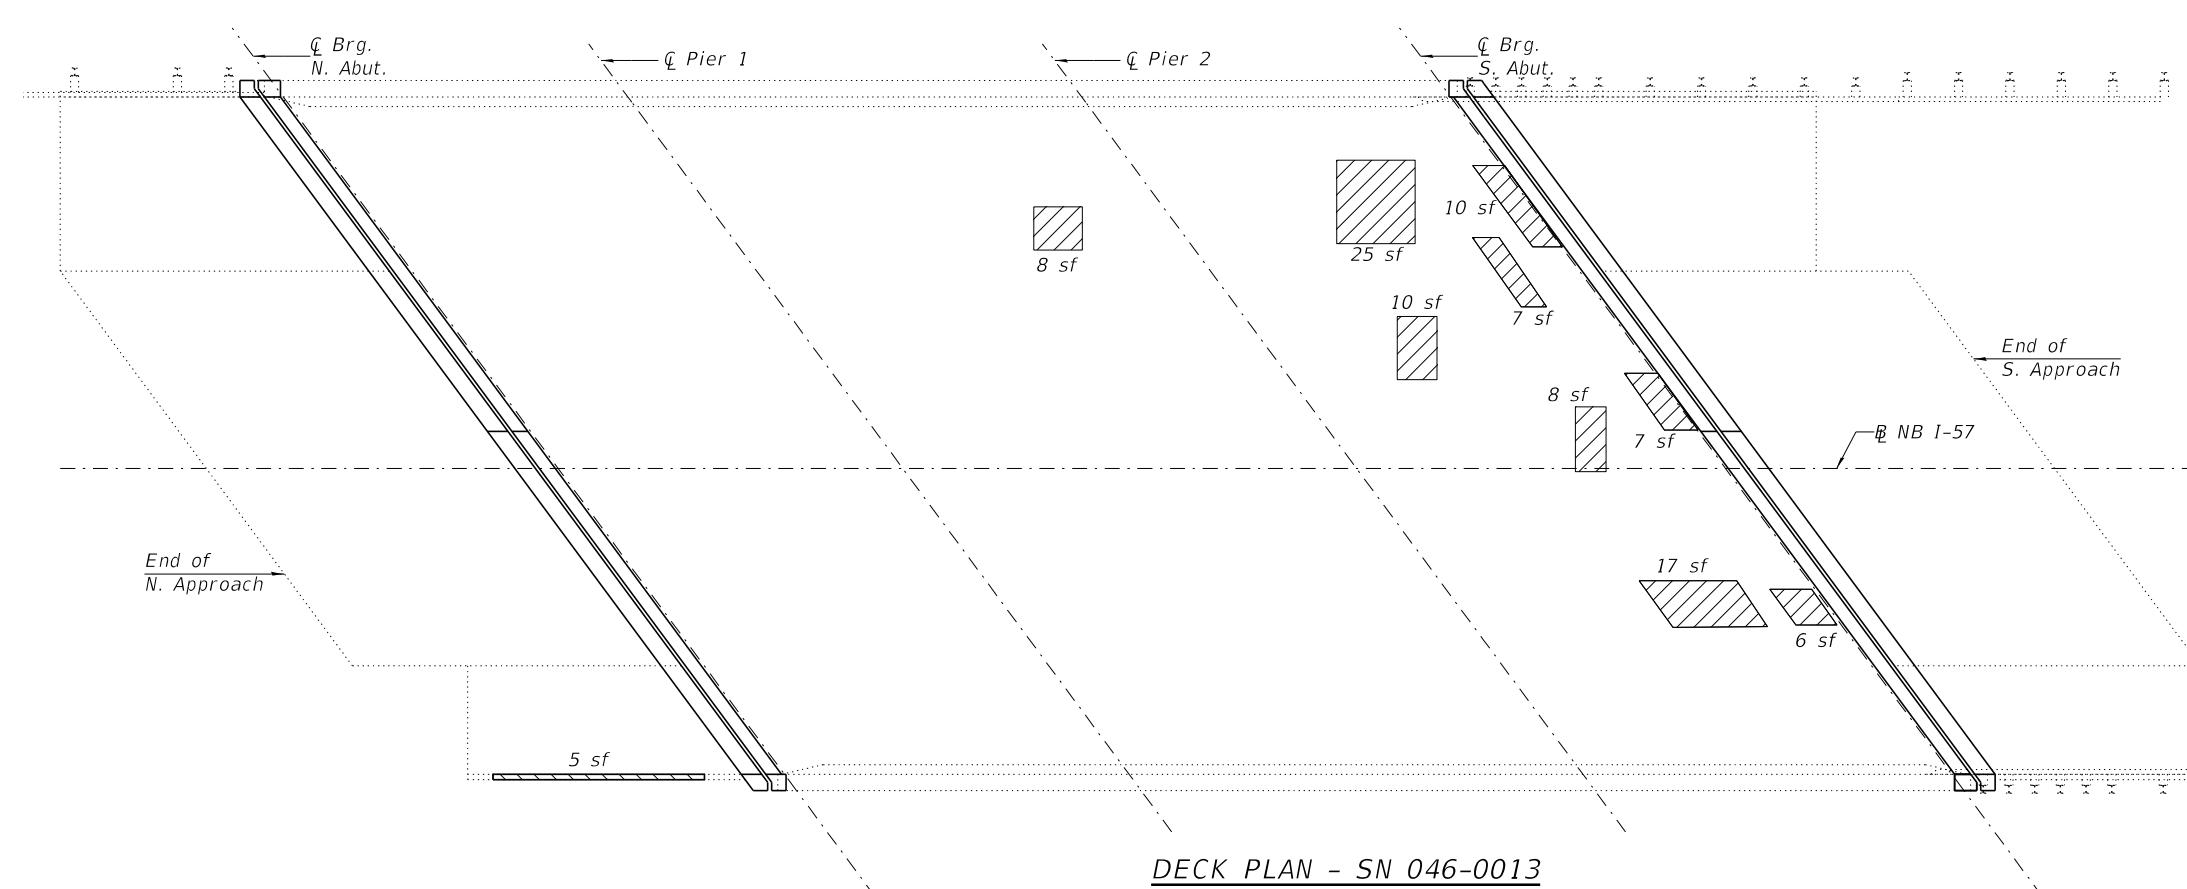 ℄ Brg.
N. Abut.
℄ Pier 1
℄ Pier 2
℄ Brg.
S. Abut.
10 sf
25 sf
8 sf
10 sf
7 sf
End of
S. Approach
8 sf
7 sf
B̵L NB I-57
End of
N. Approach
17 sf
6 sf
5 sf
DECK PLAN - SN 046-0013